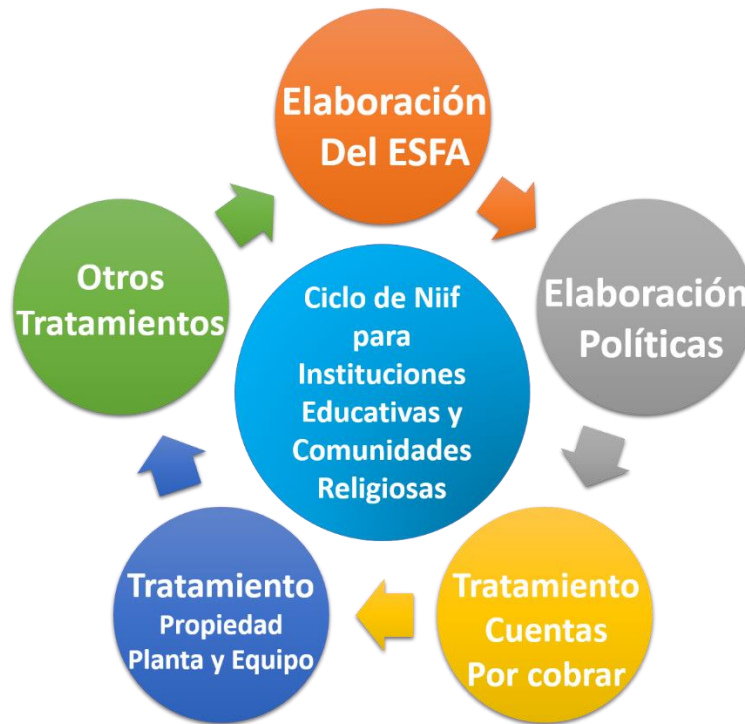 Elaboración
Del ESFA
Elaboración
Políticas
Tratamiento
Cuentas
Por cobrar
Tratamiento
Propiedad
Planta y Equipo
Otros
Tratamientos
Ciclo de Niif
para
Instituciones
Educativas y
Comunidades
Religiosas